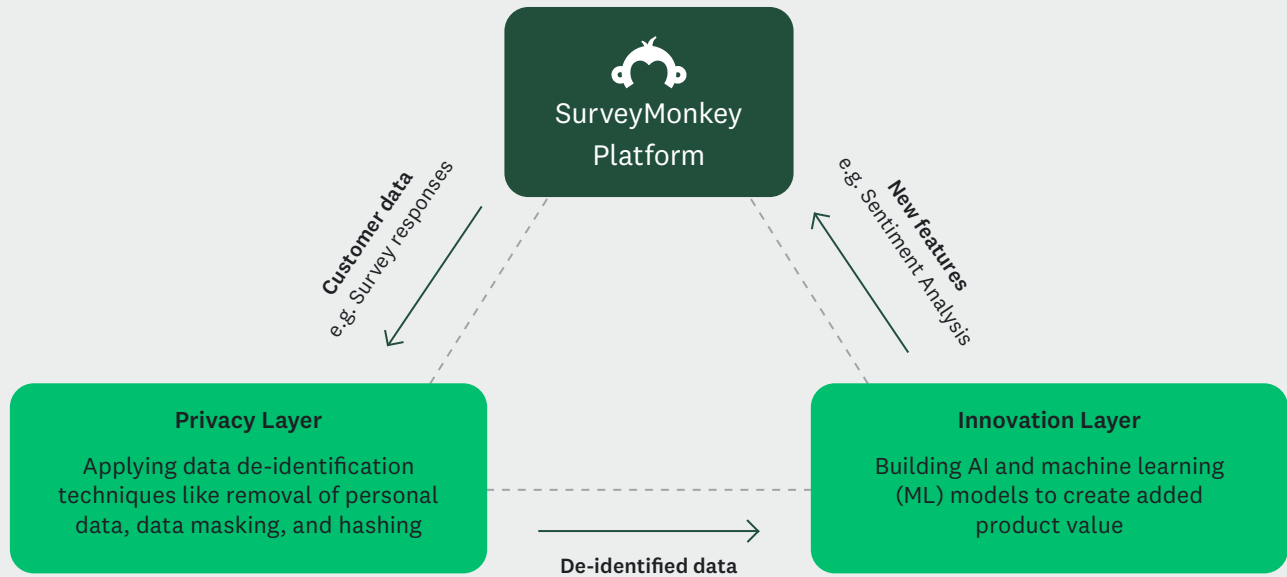 SurveyMonkey
Platform
Customer data
e.g. Survey responses
New features
e.g. Sentiment Analysis
Privacy Layer
Applying data de-identification
techniques like removal of personal
data, data masking, and hashing
De-identified data
Innovation Layer
Building AI and machine learning
(ML) models to create added
product value